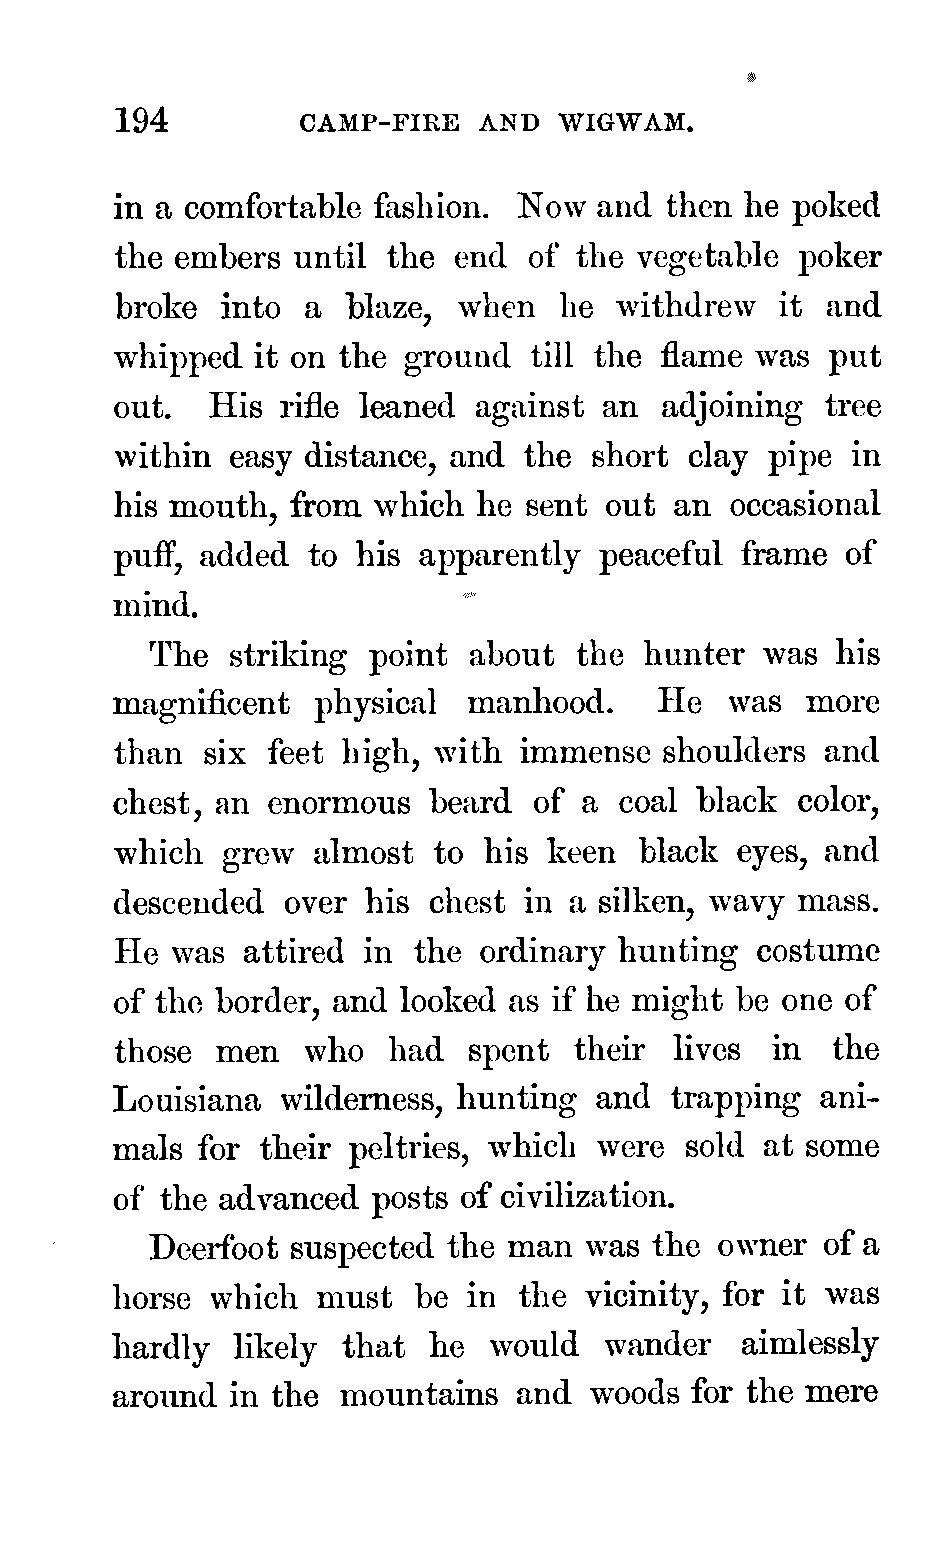 194 CAMP-FIRE AND WIGWAM.
in a comfortable fashion. Now and then he poked
the embers until the end of the vegetable poker
broke into a blaze, when he withdrew it and
whipped it on the ground till the flame was put
out. His rifle leaned against an adjoining tree
within easy distance, and the short clay pipe in
his mouth, from which he sent out an occasional
puff, added to his apparently peaceful frame of
mind.
The striking point about the hunter was his
magnificent physical manhood. He was more
than six feet high, with immense shoulders and
chest, an enormous beard of a coal black color,
which grew almost to his keen black eyes, and
descended over his chest in a silken, wavy mass.
He was attired in the ordinary hunting costume
of the border, and looked as if he might be one of
those men who had spent their lives in the
Louisiana wilderness, hunting and trapping ani-
mals for their peltries, which were sold at some
of the advanced posts of civilization.
Deerfoot suspected the man was the owner of a
horse which must be in the vicinity, for it was
hardly likely that he would wander aimlessly
around in the mountains and woods for the mere